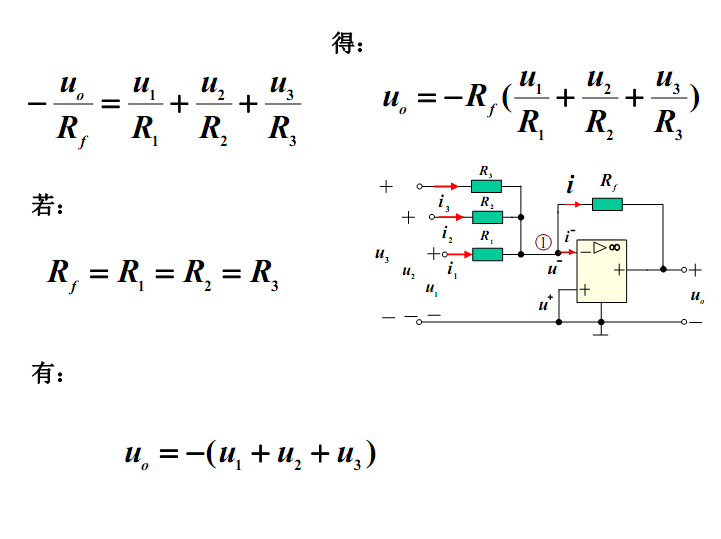 得：
−u_o/R_f = u_1/R_1 + u_2/R_2 + u_3/R_3
u_o = −R_f(u_1/R_1 + u_2/R_2 + u_3/R_3)
若：
R_f = R_1 = R_2 = R_3
+ i_3 R_3
+ i_2 R_2
+ i_1 R_1
u_3 u_2 u_1
− − −
① i R_f
i⁻ u⁻ u⁺
− ▷ ∞ + +
+ u_o −
有：
u_o = −(u_1 + u_2 + u_3)